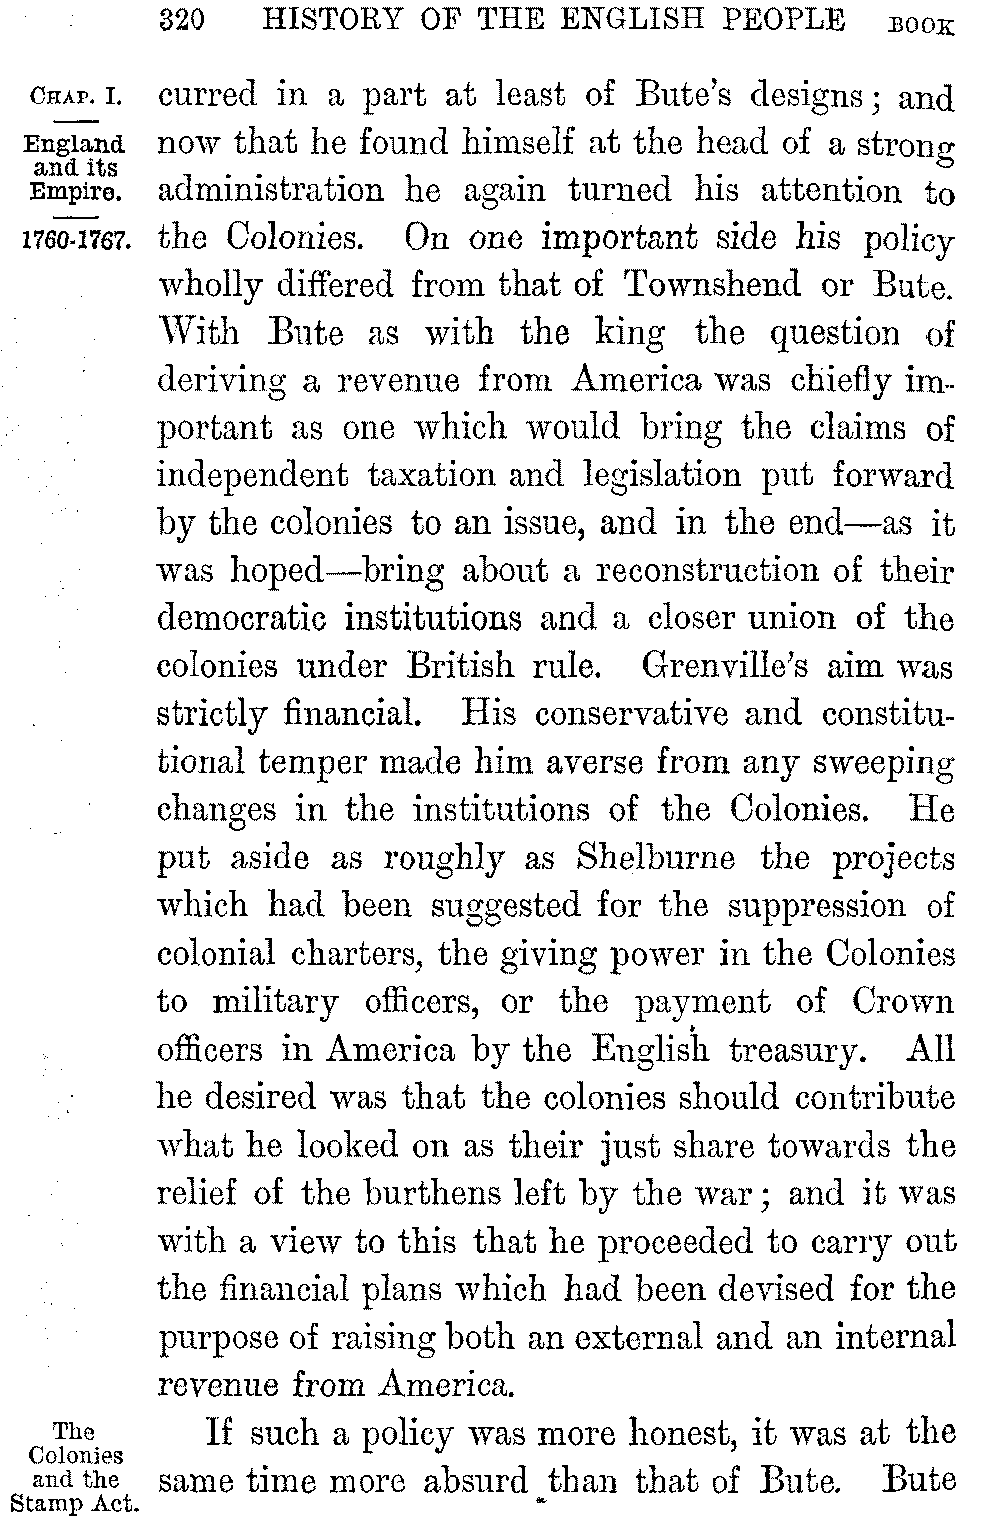 320 HISTORY OF THE ENGLISH PEOPLE BOOK
CHAP. I.
England
and its
Empire.
1760-1767.
curred in a part at least of Bute's designs; and
now that he found himself at the head of a strong
administration he again turned his attention to
the Colonies. On one important side his policy
wholly differed from that of Townshend or Bute.
With Bute as with the king the question of
deriving a revenue from America was chiefly im-
portant as one which would bring the claims of
independent taxation and legislation put forward
by the colonies to an issue, and in the end—as it
was hoped—bring about a reconstruction of their
democratic institutions and a closer union of the
colonies under British rule. Grenville's aim was
strictly financial. His conservative and constitu-
tional temper made him averse from any sweeping
changes in the institutions of the Colonies. He
put aside as roughly as Shelburne the projects
which had been suggested for the suppression of
colonial charters, the giving power in the Colonies
to military officers, or the payment of Crown
officers in America by the English treasury. All
he desired was that the colonies should contribute
what he looked on as their just share towards the
relief of the burthens left by the war; and it was
with a view to this that he proceeded to carry out
the financial plans which had been devised for the
purpose of raising both an external and an internal
revenue from America.
The
Colonies
and the
Stamp Act.
If such a policy was more honest, it was at the
same time more absurd than that of Bute. Bute